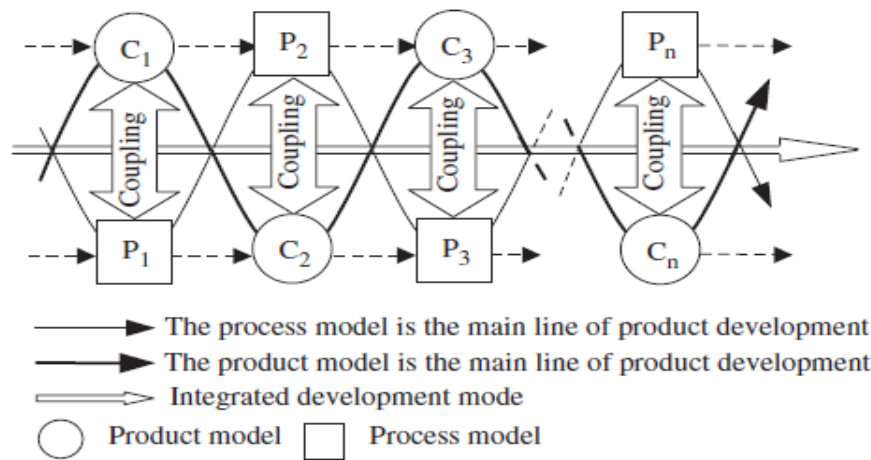 C1 P2 C3 Pn
Coupling Coupling Coupling Coupling
P1 C2 P3 Cn
The process model is the main line of product development
The product model is the main line of product development
Integrated development mode
Product model Process model